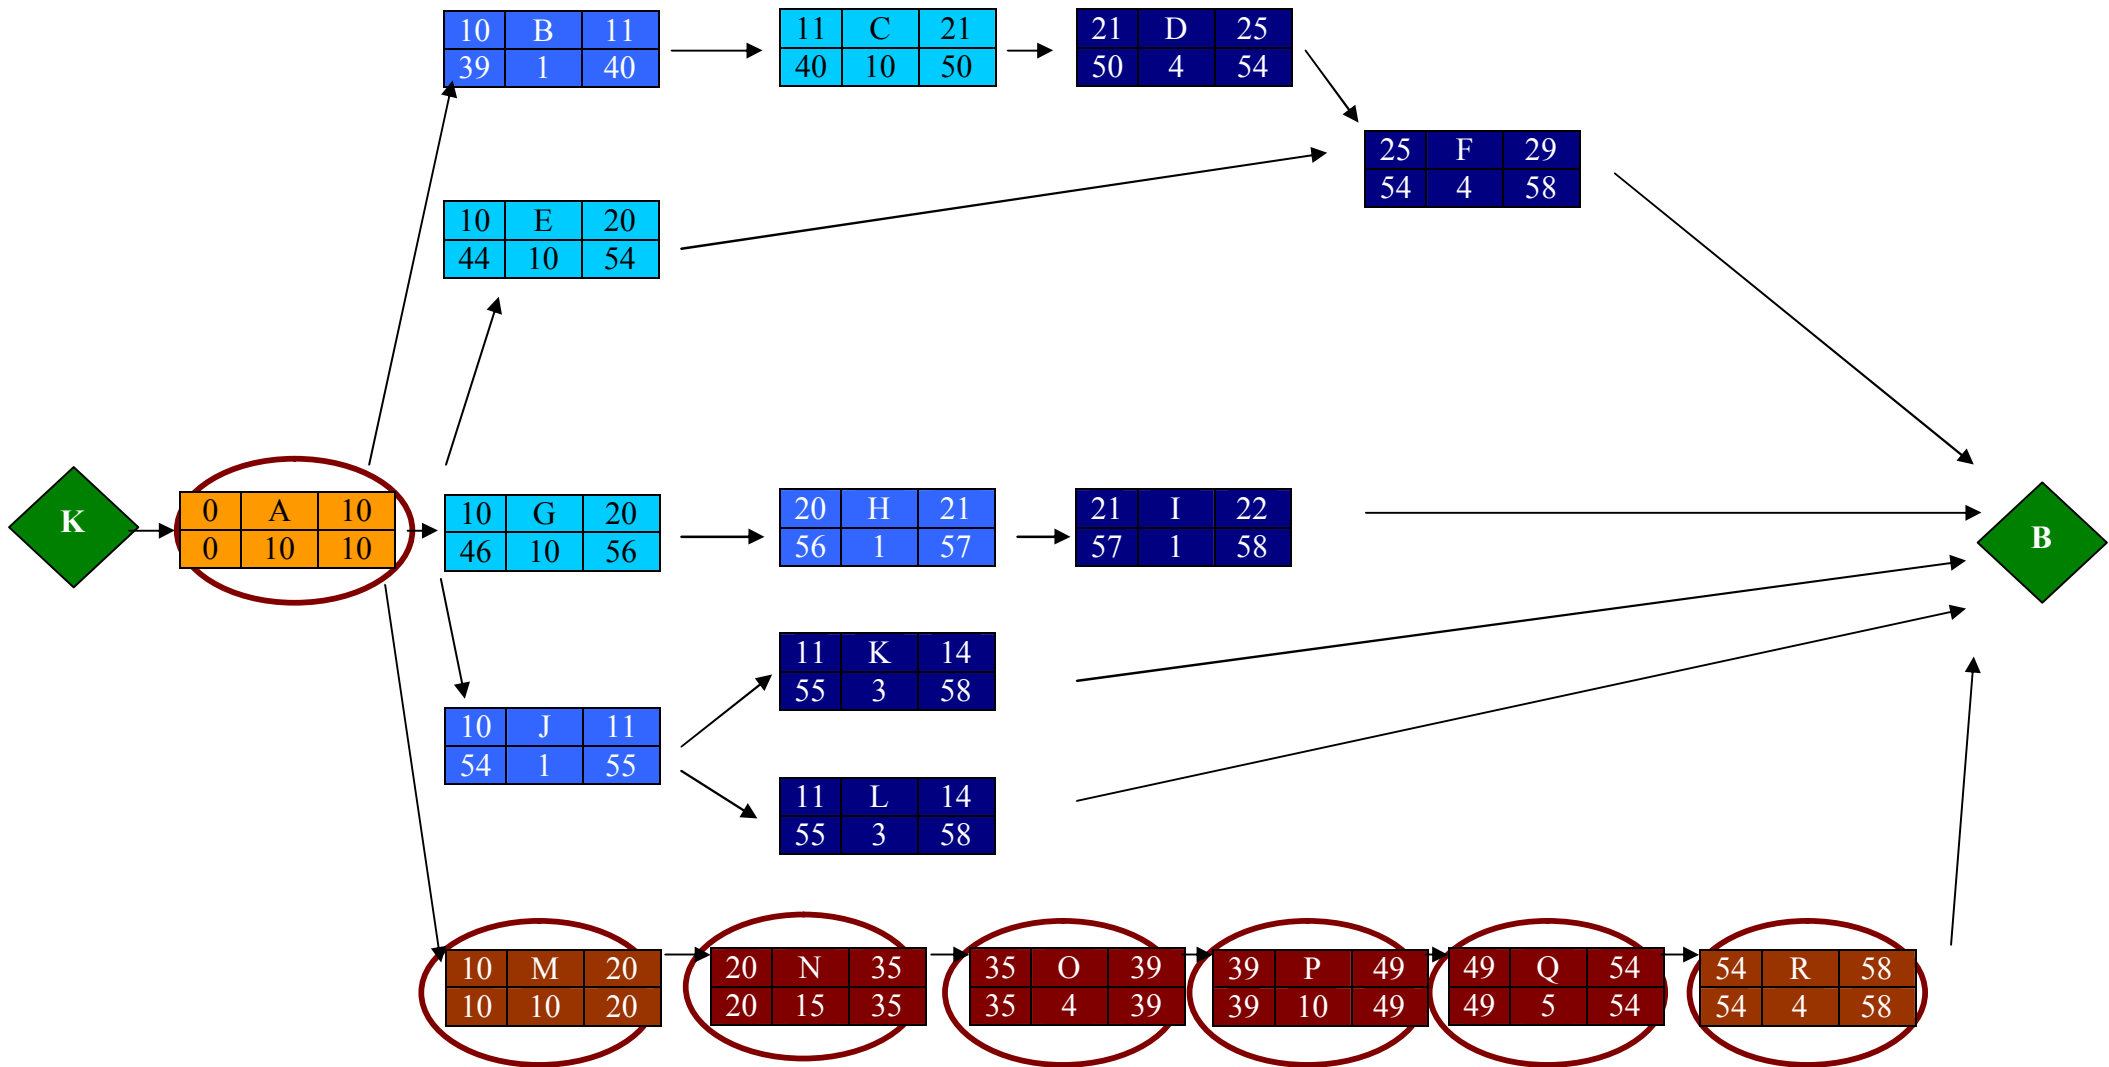 10 B 11
39 1 40
11 C 21
40 10 50
21 D 25
50 4 54
25 F 29
54 4 58
10 E 20
44 10 54
K
0 A 10
0 10 10
10 G 20
46 10 56
20 H 21
56 1 57
21 I 22
57 1 58
B
11 K 14
55 3 58
10 J 11
54 1 55
11 L 14
55 3 58
10 M 20
10 10 20
20 N 35
20 15 35
35 O 39
35 4 39
39 P 49
39 10 49
49 Q 54
49 5 54
54 R 58
54 4 58